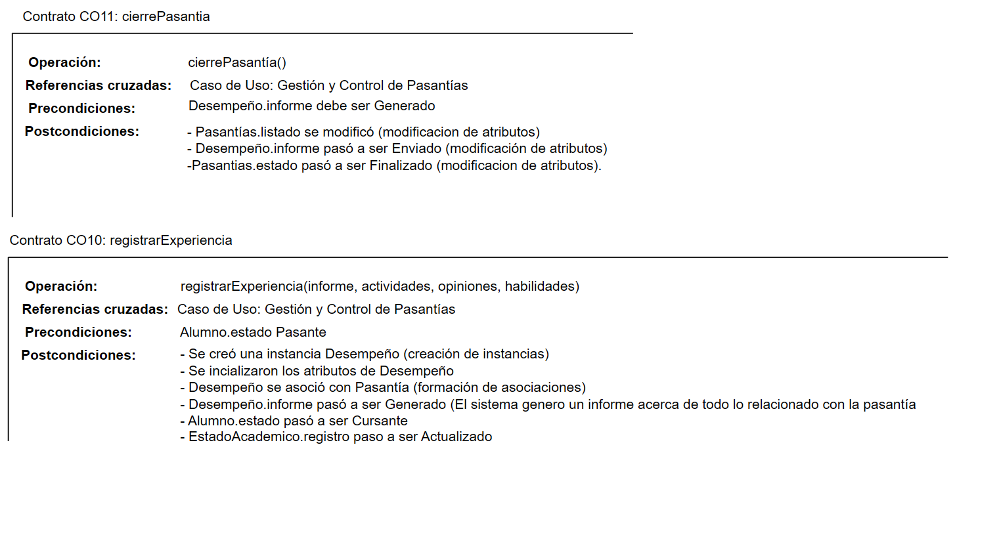 Contrato CO11: cierrePasantia
Operación: cierrePasantía()
Referencias cruzadas: Caso de Uso: Gestión y Control de Pasantías
Precondiciones: Desempeño.informe debe ser Generado
Postcondiciones: - Pasantías.listado se modificó (modificacion de atributos)
- Desempeño.informe pasó a ser Enviado (modificación de atributos)
-Pasantias.estado pasó a ser Finalizado (modificacion de atributos).
Contrato CO10: registrarExperiencia
Operación: registrarExperiencia(informe, actividades, opiniones, habilidades)
Referencias cruzadas: Caso de Uso: Gestión y Control de Pasantías
Precondiciones: Alumno.estado Pasante
Postcondiciones: - Se creó una instancia Desempeño (creación de instancias)
- Se incializaron los atributos de Desempeño
- Desempeño se asoció con Pasantía (formación de asociaciones)
- Desempeño.informe pasó a ser Generado (El sistema genero un informe acerca de todo lo relacionado con la pasantía
- Alumno.estado pasó a ser Cursante
- EstadoAcademico.registro paso a ser Actualizado